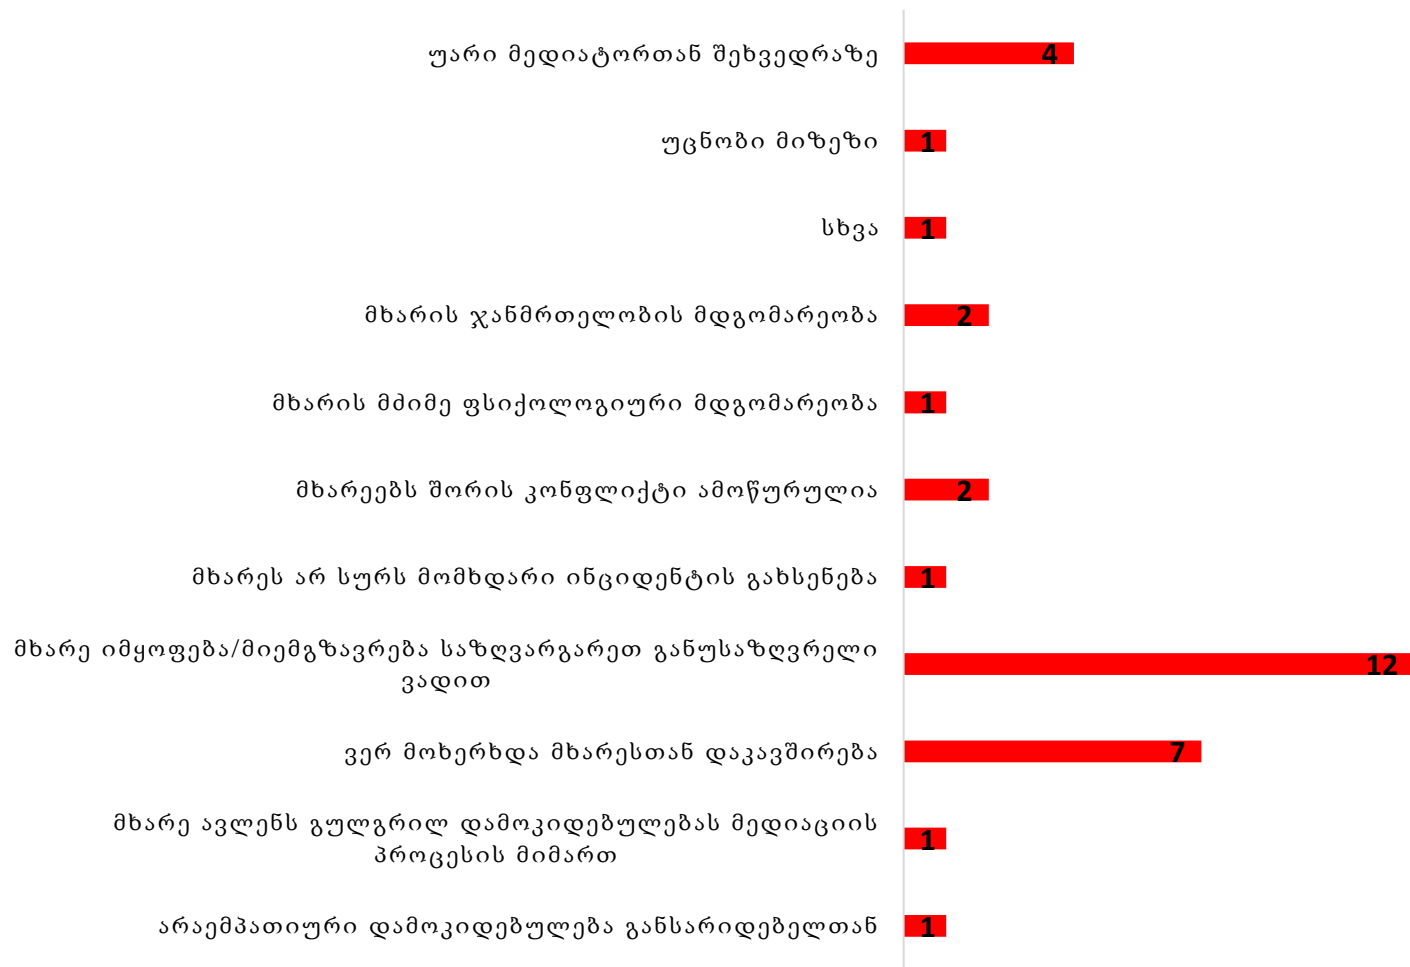 უარი მედიატორთან შეხვედრაზე 4
უცნობი მიზეზი 1
სხვა 1
მხარის ჯანმრთელობის მდგომარეობა 2
მხარის მძიმე ფსიქოლოგიური მდგომარეობა 1
მხარეებს შორის კონფლიქტი ამოწურულია 2
მხარეს არ სურს მომხდარი ინციდენტის გახსენება 1
მხარე იმყოფება/მიემგზავრება საზღვარგარეთ განუსაზღვრელი
ვადით 12
ვერ მოხერხდა მხარესთან დაკავშირება 7
მხარე ავლენს გულგრილ დამოკიდებულებას მედიაციის
პროცესის მიმართ 1
არაემპათიური დამოკიდებულება განსარიდებელთან 1